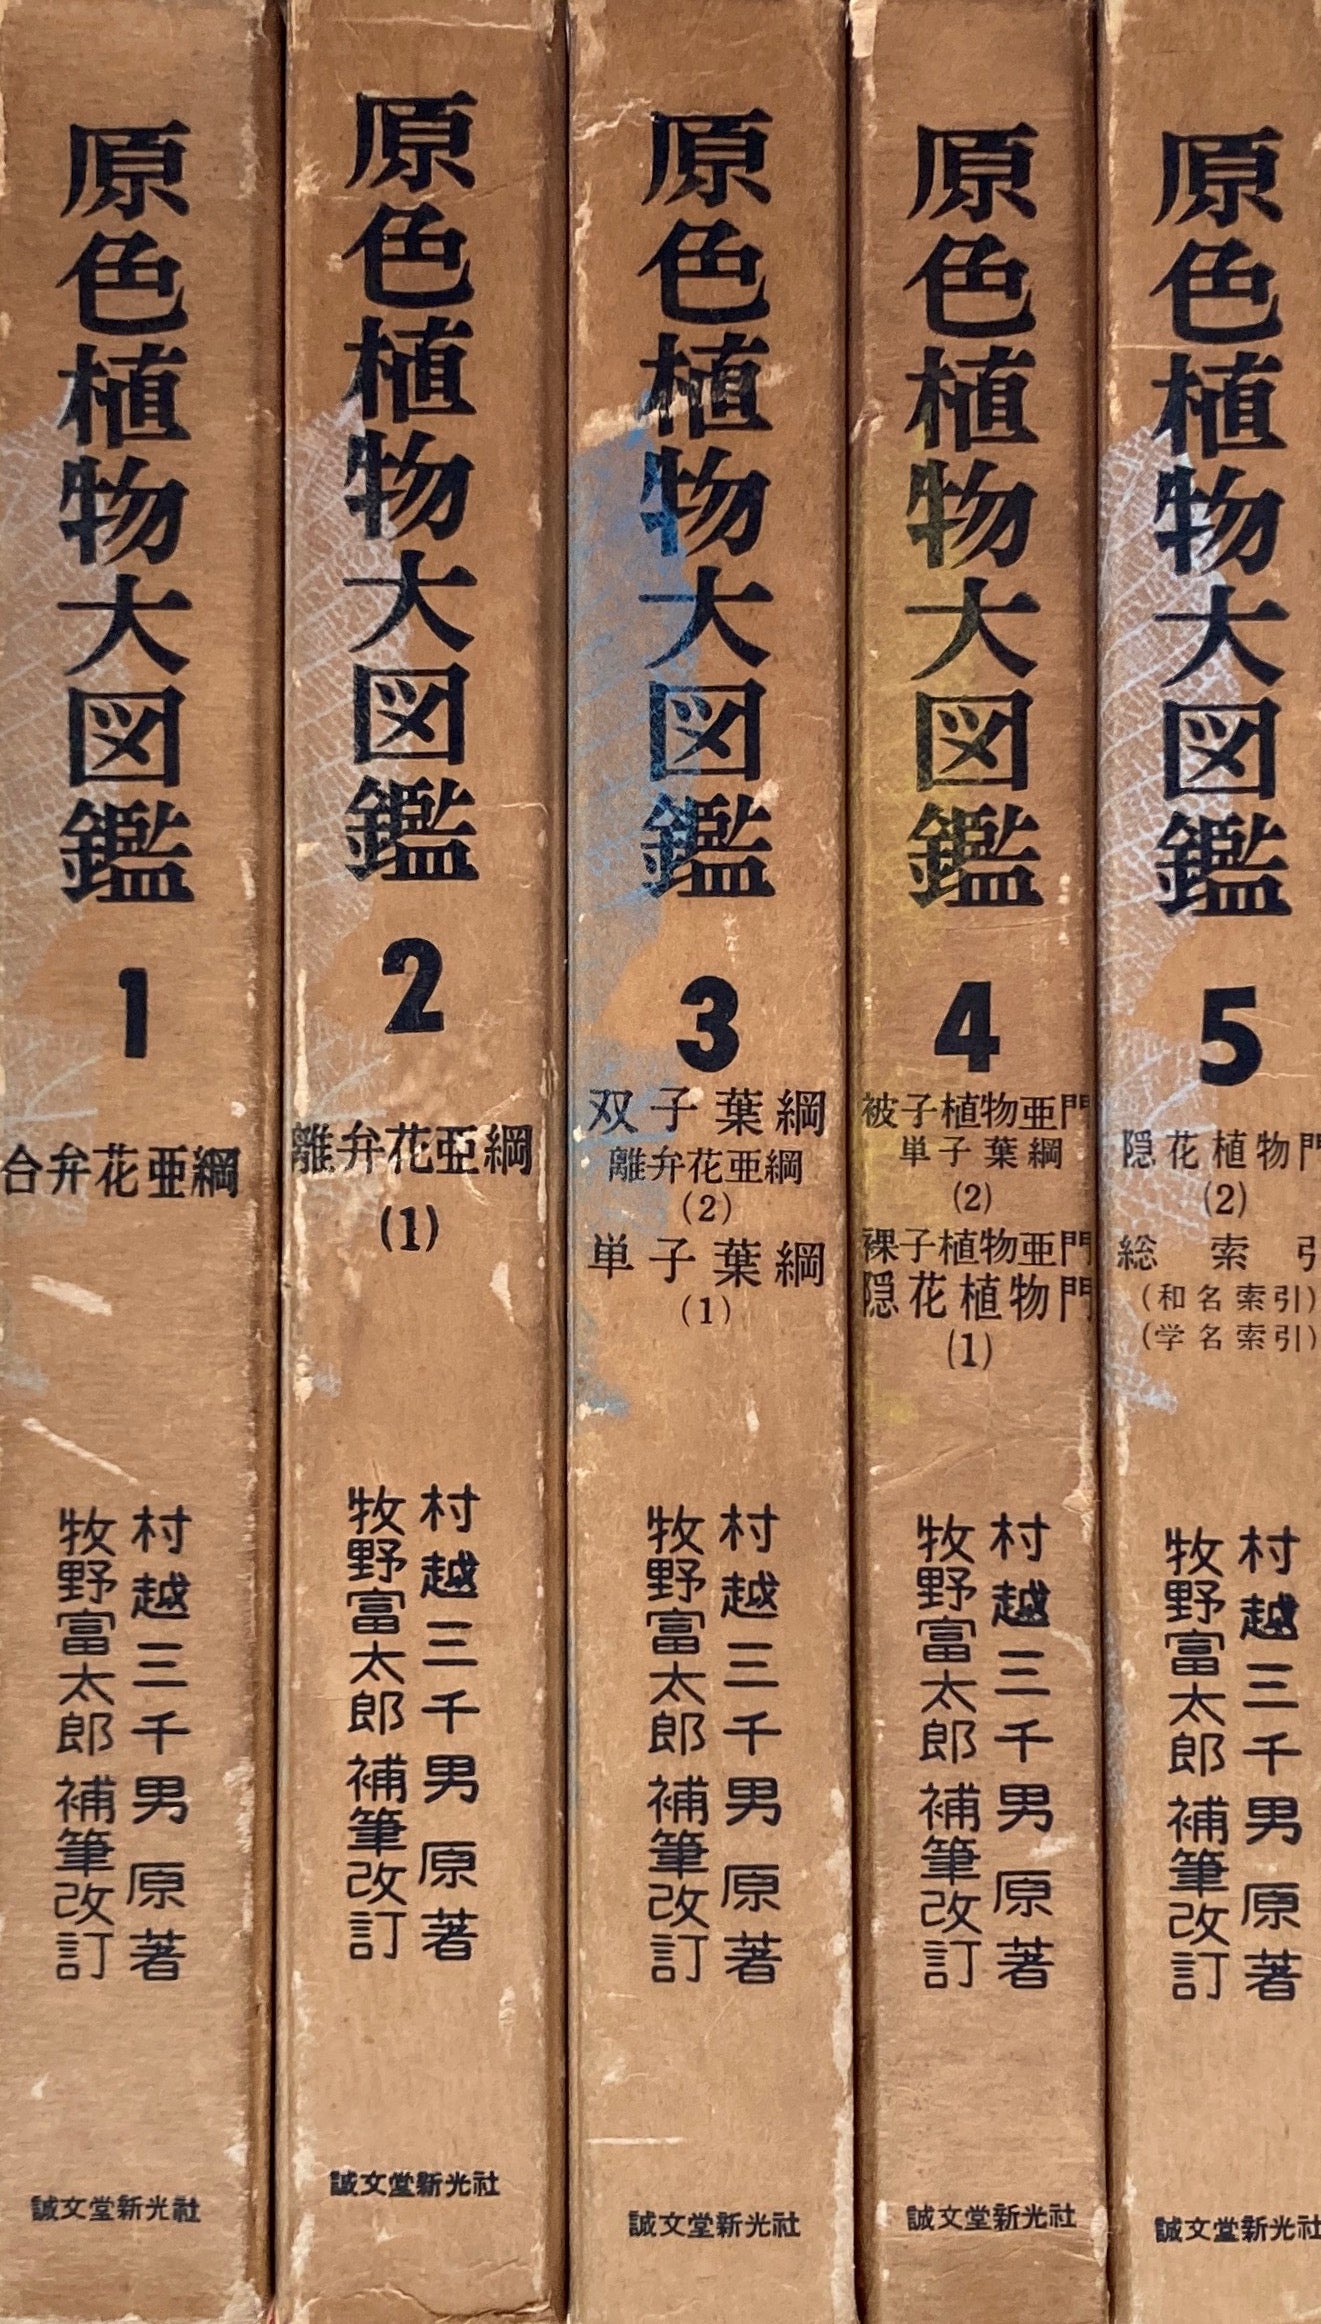 原色植物大図鑑
1
合弁花亜綱
村越三千男 原著
牧野富太郎 補筆改訂
誠文堂新光社
原色植物大図鑑
2
離弁花亜綱
(1)
村越三千男 原著
牧野富太郎 補筆改訂
誠文堂新光社
原色植物大図鑑
3
双子葉綱
離弁花亜綱
(2)
単子葉綱
(1)
村越三千男 原著
牧野富太郎 補筆改訂
誠文堂新光社
原色植物大図鑑
4
被子植物亜門
単子葉綱
(2)
裸子植物亜門
隠花植物門
(1)
村越三千男 原著
牧野富太郎 補筆改訂
誠文堂新光社
原色植物大図鑑
5
隠花植物門
(2)
総索引
(和名索引)
(学名索引)
村越三千男 原著
牧野富太郎 補筆改訂
誠文堂新光社